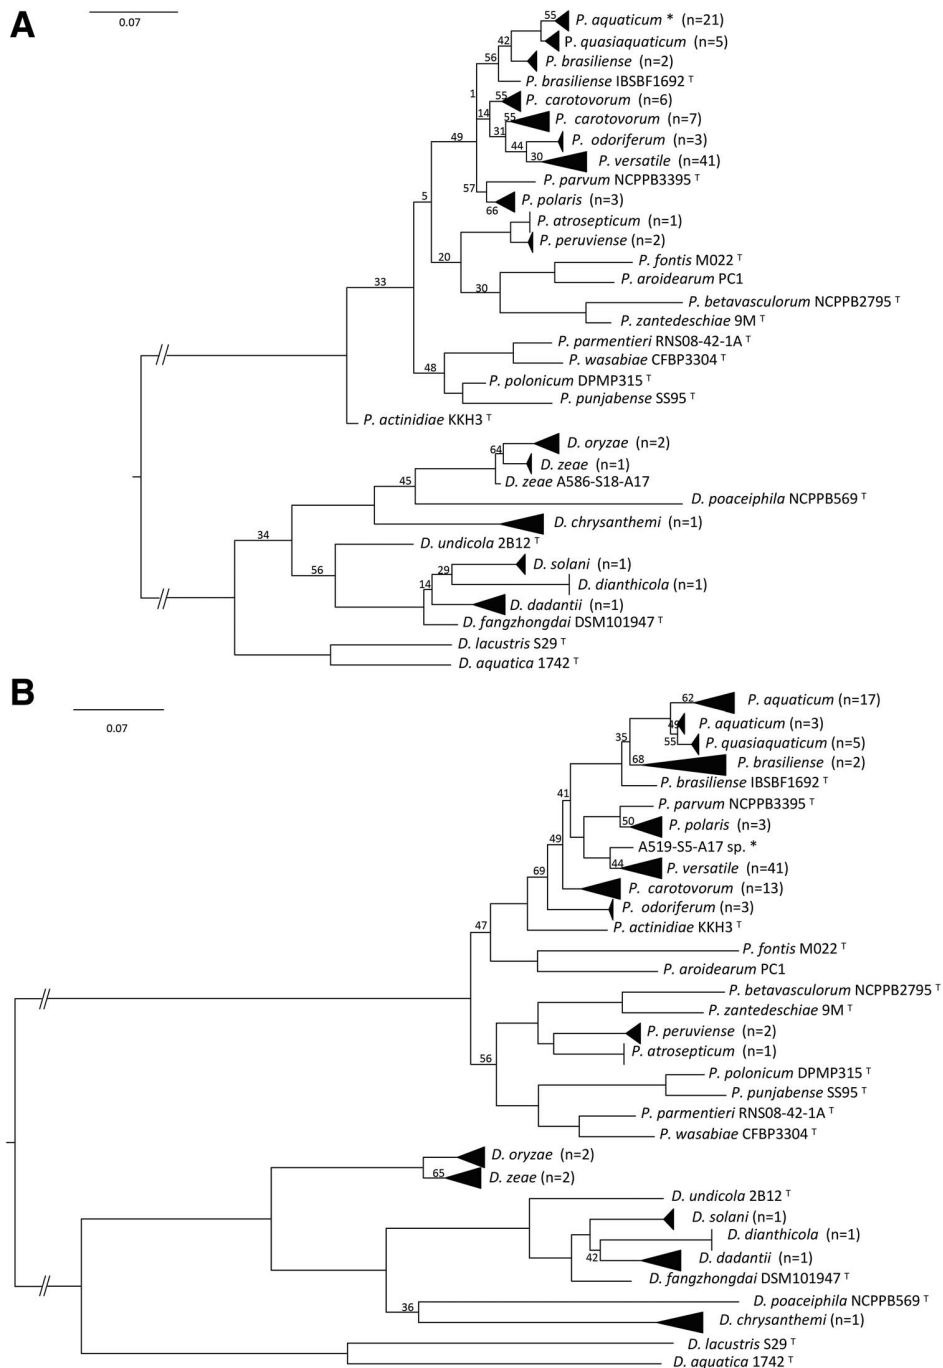 A
0.07
55 P. aquaticum * (n=21)
42 P. quasiaquaticum (n=5)
56 P. brasiliense (n=2)
P. brasiliense IBSBF1692 T
1
55 P. carotovorum (n=6)
14
55 P. carotovorum (n=7)
31
49
44 P. odoriferum (n=3)
30 P. versatile (n=41)
P. parvum NCPPB3395 T
57
5
66 P. polaris (n=3)
P. atrosepticum (n=1)
P. peruviense (n=2)
20 P. fontis M022 T
P. aroidearum PC1
33
30
P. betavasculorum NCPPB2795 T
P. zantedeschiae 9M T
P. parmentieri RNS08-42-1A T
P. wasabiae CFBP3304 T
48
P. polonicum DPMP315 T
P. punjabense SS95 T
P. actinidiae KKH3 T
D. oryzae (n=2)
64
D. zeae (n=1)
45 D. zeae A586-S18-A17
D. poaceiphila NCPPB569 T
D. chrysanthemi (n=1)
34
D. undicola 2B12 T
D. solani (n=1)
56 29
14 D. dianthicola (n=1)
D. dadantii (n=1)
D. fangzhongdai DSM101947 T
D. lacustris S29 T
D. aquatica 1742 T
B
0.07
62 P. aquaticum (n=17)
49 P. aquaticum (n=3)
35 55 P. quasiaquaticum (n=5)
68 P. brasiliense (n=2)
P. brasiliense IBSBF1692 T
41
P. parvum NCPPB3395 T
50 P. polaris (n=3)
49 A519-S5-A17 sp. *
44 P. versatile (n=41)
69 P. carotovorum (n=13)
P. odoriferum (n=3)
47 P. actinidiae KKH3 T
P. fontis M022 T
P. aroidearum PC1
P. betavasculorum NCPPB2795 T
P. zantedeschiae 9M T
P. peruviense (n=2)
56 P. atrosepticum (n=1)
P. polonicum DPMP315 T
P. punjabense SS95 T
P. parmentieri RNS08-42-1A T
P. wasabiae CFBP3304 T
D. oryzae (n=2)
65 D. zeae (n=2)
D. undicola 2B12 T
D. solani (n=1)
D. dianthicola (n=1)
42 D. dadantii (n=1)
D. fangzhongdai DSM101947 T
D. poaceiphila NCPPB569 T
36
D. chrysanthemi (n=1)
D. lacustris S29 T
D. aquatica 1742 T